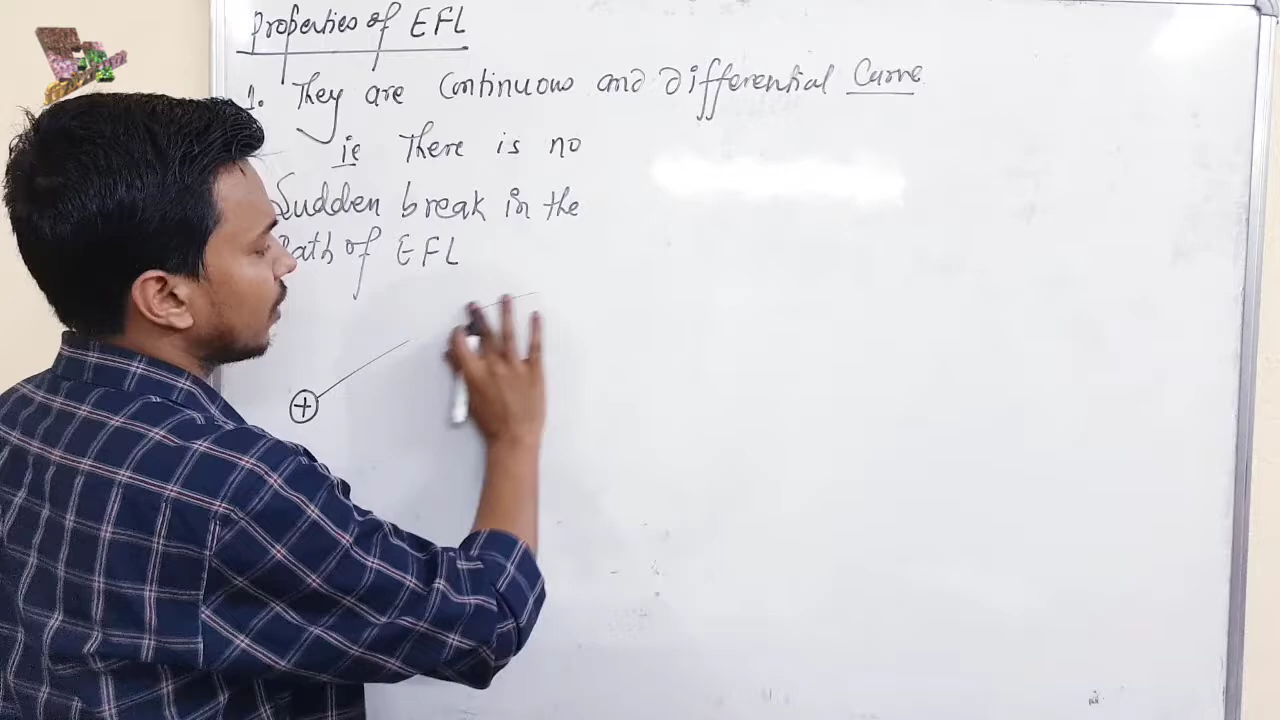 Properties of EFL
1. They are continuous and differential Curve
ie There is no
Sudden break in the
Path of EFL
+